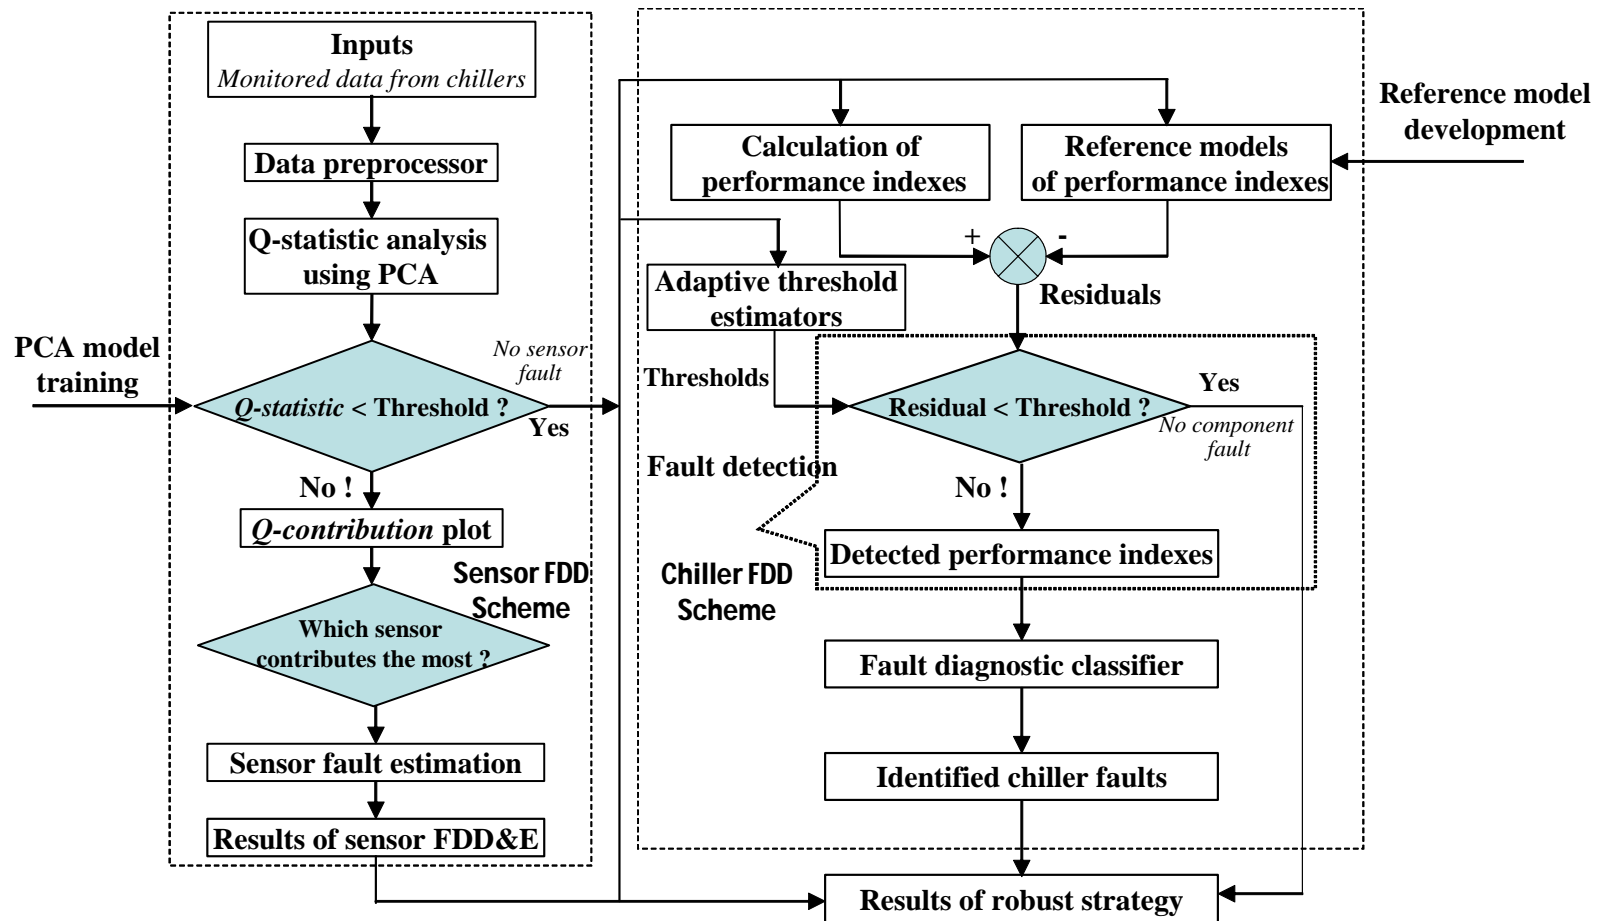 Inputs
Monitored data from chillers
Data preprocessor
Q-statistic analysis
using PCA
PCA model
training
No sensor
fault
Q-statistic < Threshold ?
Yes
No !
Q-contribution plot
Sensor FDD
Scheme
Which sensor
contributes the most ?
Sensor fault estimation
Results of sensor FDD&E
Reference model
development
Calculation of
performance indexes
Reference models
of performance indexes
+
-
Adaptive threshold
estimators
Residuals
Thresholds
Residual < Threshold ?
Yes
No component
fault
Fault detection
No !
Detected performance indexes
Chiller FDD
Scheme
Fault diagnostic classifier
Identified chiller faults
Results of robust strategy